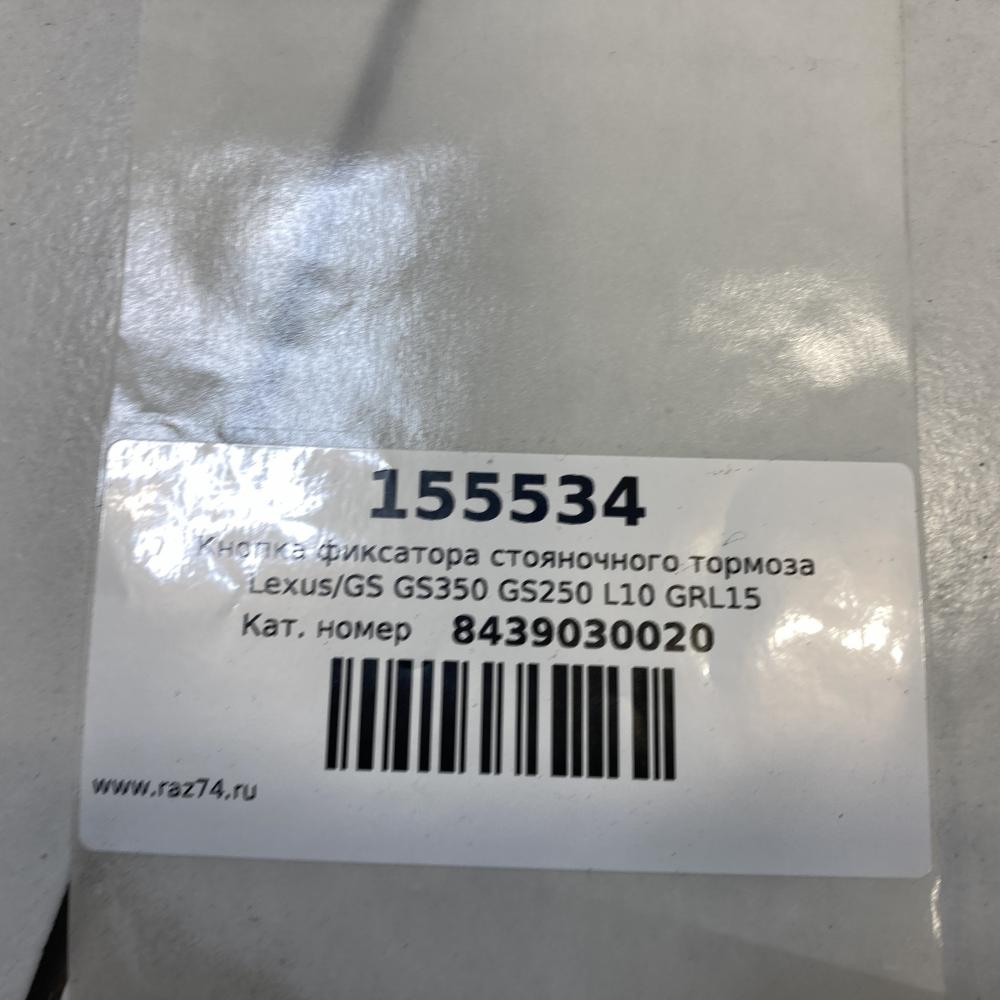 155534
Кнопка фиксатора стояночного тормоза
Lexus/GS GS350 GS250 L10 GRL15
Кат. номер 8439030020
www.raz74.ru